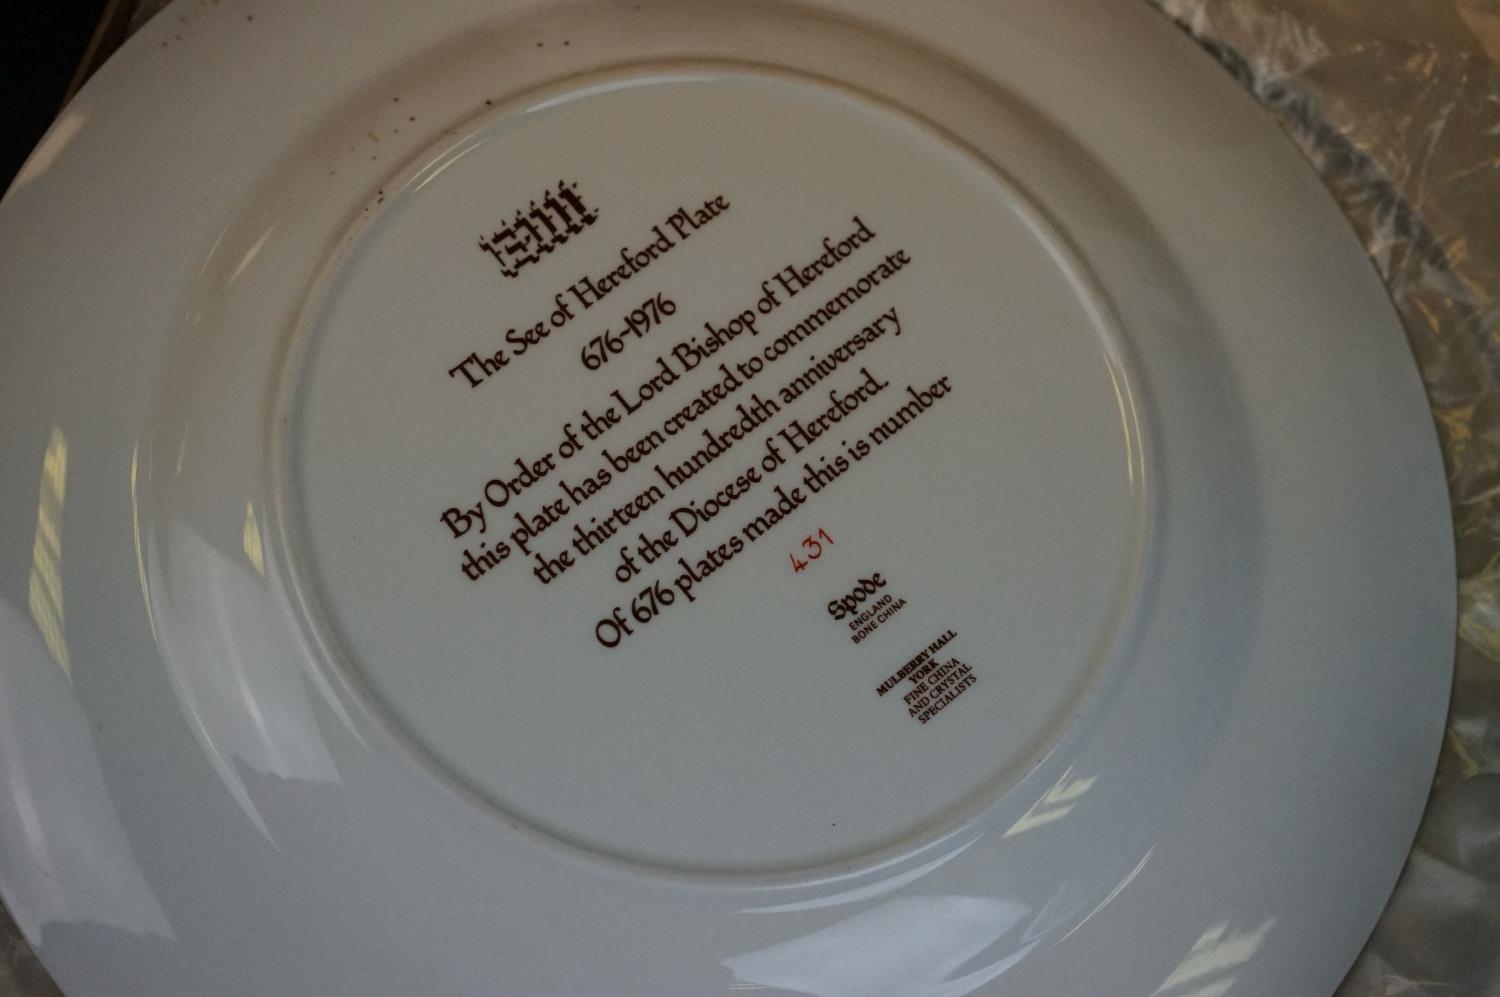 The See of Hereford Plate
676-1976
By Order of the Lord Bishop of Hereford
this plate has been created to commemorate
the thirteen hundredth anniversary
of the Diocese of Hereford.
Of 676 plates made this is number
431
Spode
ENGLAND
BONE CHINA
MULBERRY HALL
YORK
FINE CHINA
AND CRYSTAL
SPECIALISTS